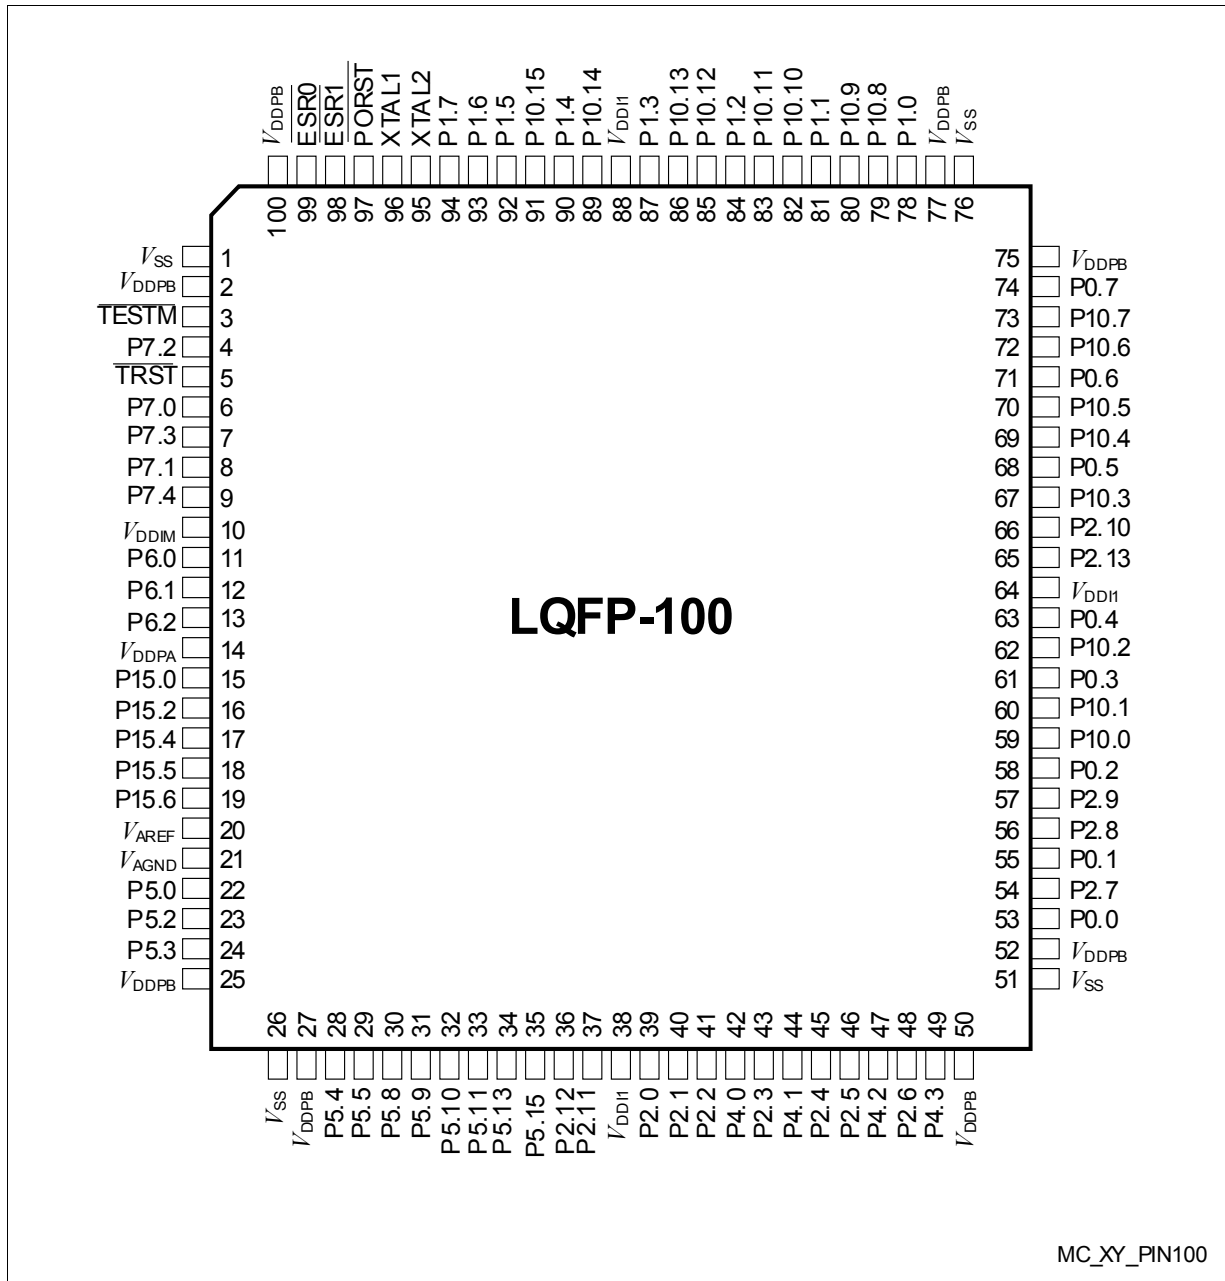 VDDPB ESR0 ESR1 PORST XTAL1 XTAL2 P1.7 P1.6 P1.5 P10.15 P1.4 P10.14 VDDI1 P1.3 P10.13 P10.12 P1.2 P10.11 P10.10 P1.1 P10.9 P10.8 P1.0 VDDPB VSS
100 99 98 97 96 95 94 93 92 91 90 89 88 87 86 85 84 83 82 81 80 79 78 77 76
VSS 1 75 VDDPB
VDDPB 2 74 P0.7
TESTM 3 73 P10.7
P7.2 4 72 P10.6
TRST 5 71 P0.6
P7.0 6 70 P10.5
P7.3 7 69 P10.4
P7.1 8 68 P0.5
P7.4 9 67 P10.3
VDDIM 10 66 P2.10
P6.0 11 65 P2.13
P6.1 12 64 VDDI1
P6.2 13 63 P0.4
VDDPA 14 62 P10.2
P15.0 15 61 P0.3
P15.2 16 60 P10.1
P15.4 17 59 P10.0
P15.5 18 58 P0.2
P15.6 19 57 P2.9
VAREF 20 56 P2.8
VAGND 21 55 P0.1
P5.0 22 54 P2.7
P5.2 23 53 P0.0
P5.3 24 52 VDDPB
VDDPB 25 51 VSS
LQFP-100
26 27 28 29 30 31 32 33 34 35 36 37 38 39 40 41 42 43 44 45 46 47 48 49 50
VSS VDDPB P5.4 P5.5 P5.8 P5.9 P5.10 P5.11 P5.13 P5.15 P2.12 P2.11 VDDI1 P2.0 P2.1 P2.2 P4.0 P2.3 P4.1 P2.4 P2.5 P4.2 P2.6 P4.3 VDDPB
MC_XY_PIN100